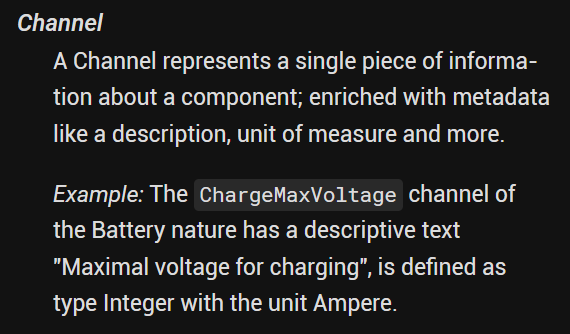 Channel
A Channel represents a single piece of informa-
tion about a component; enriched with metadata
like a description, unit of measure and more.
Example: The ChargeMaxVoltage channel of
the Battery nature has a descriptive text
"Maximal voltage for charging", is defined as
type Integer with the unit Ampere.